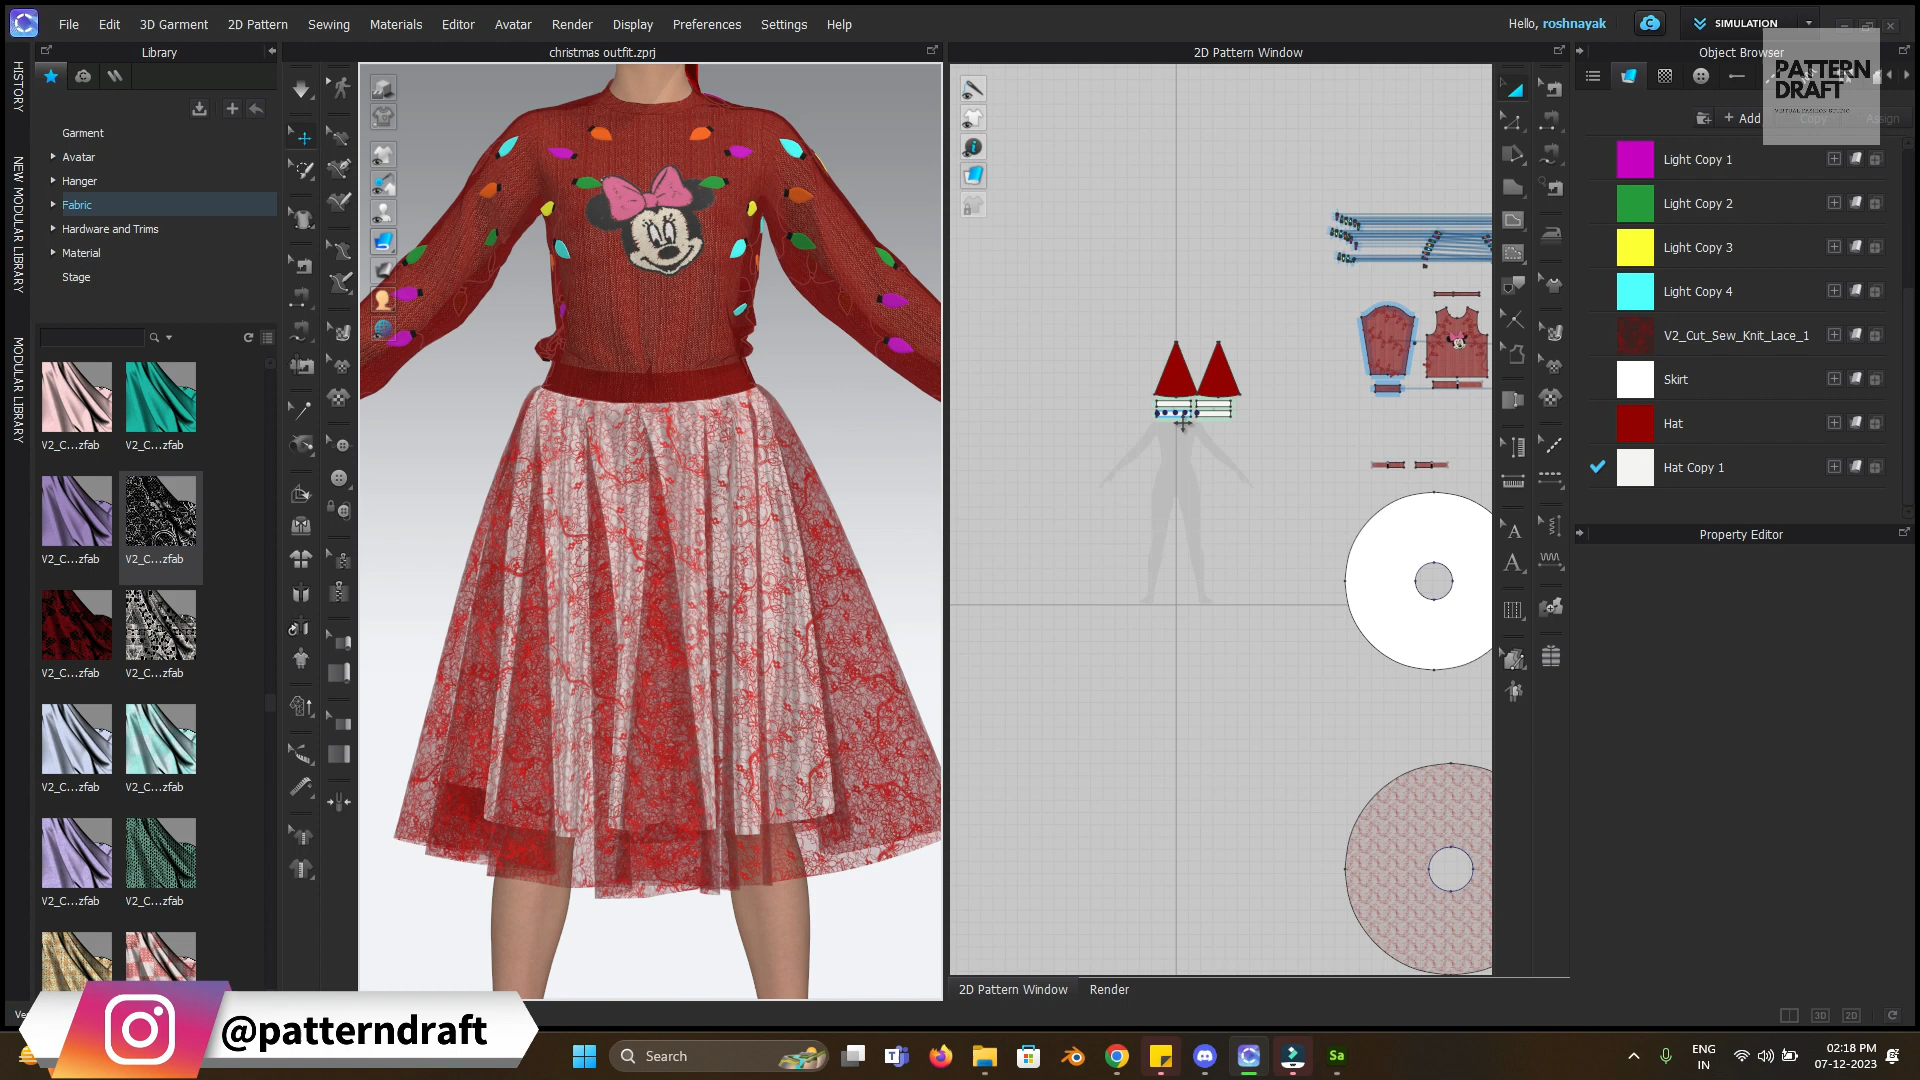 File Edit 3D Garment 2D Pattern Sewing Materials Editor Avatar Render Display Preferences Settings Help
Hello, roshnayak
SIMULATION
Library
christmas outfit.zprj
2D Pattern Window
Object Browser
PATTERN
DRAFT
HISTORY
NEW MODULAR LIBRARY
MODULAR LIBRARY
Garment
Avatar
Hanger
Fabric
Hardware and Trims
Material
Stage
V2_C...zfab V2_C...zfab
V2_C...zfab V2_C...zfab
V2_C...zfab V2_C...zfab
V2_C...zfab V2_C...zfab
V2_C...zfab V2_C...zfab
+ Add Copy Assign
Light Copy 1
Light Copy 2
Light Copy 3
Light Copy 4
V2_Cut_Sew_Knit_Lace_1
Skirt
Hat
Hat Copy 1
Property Editor
2D Pattern Window Render
3D 2D
@patterndraft
Search
Sa
ENG
IN
02:18 PM
07-12-2023